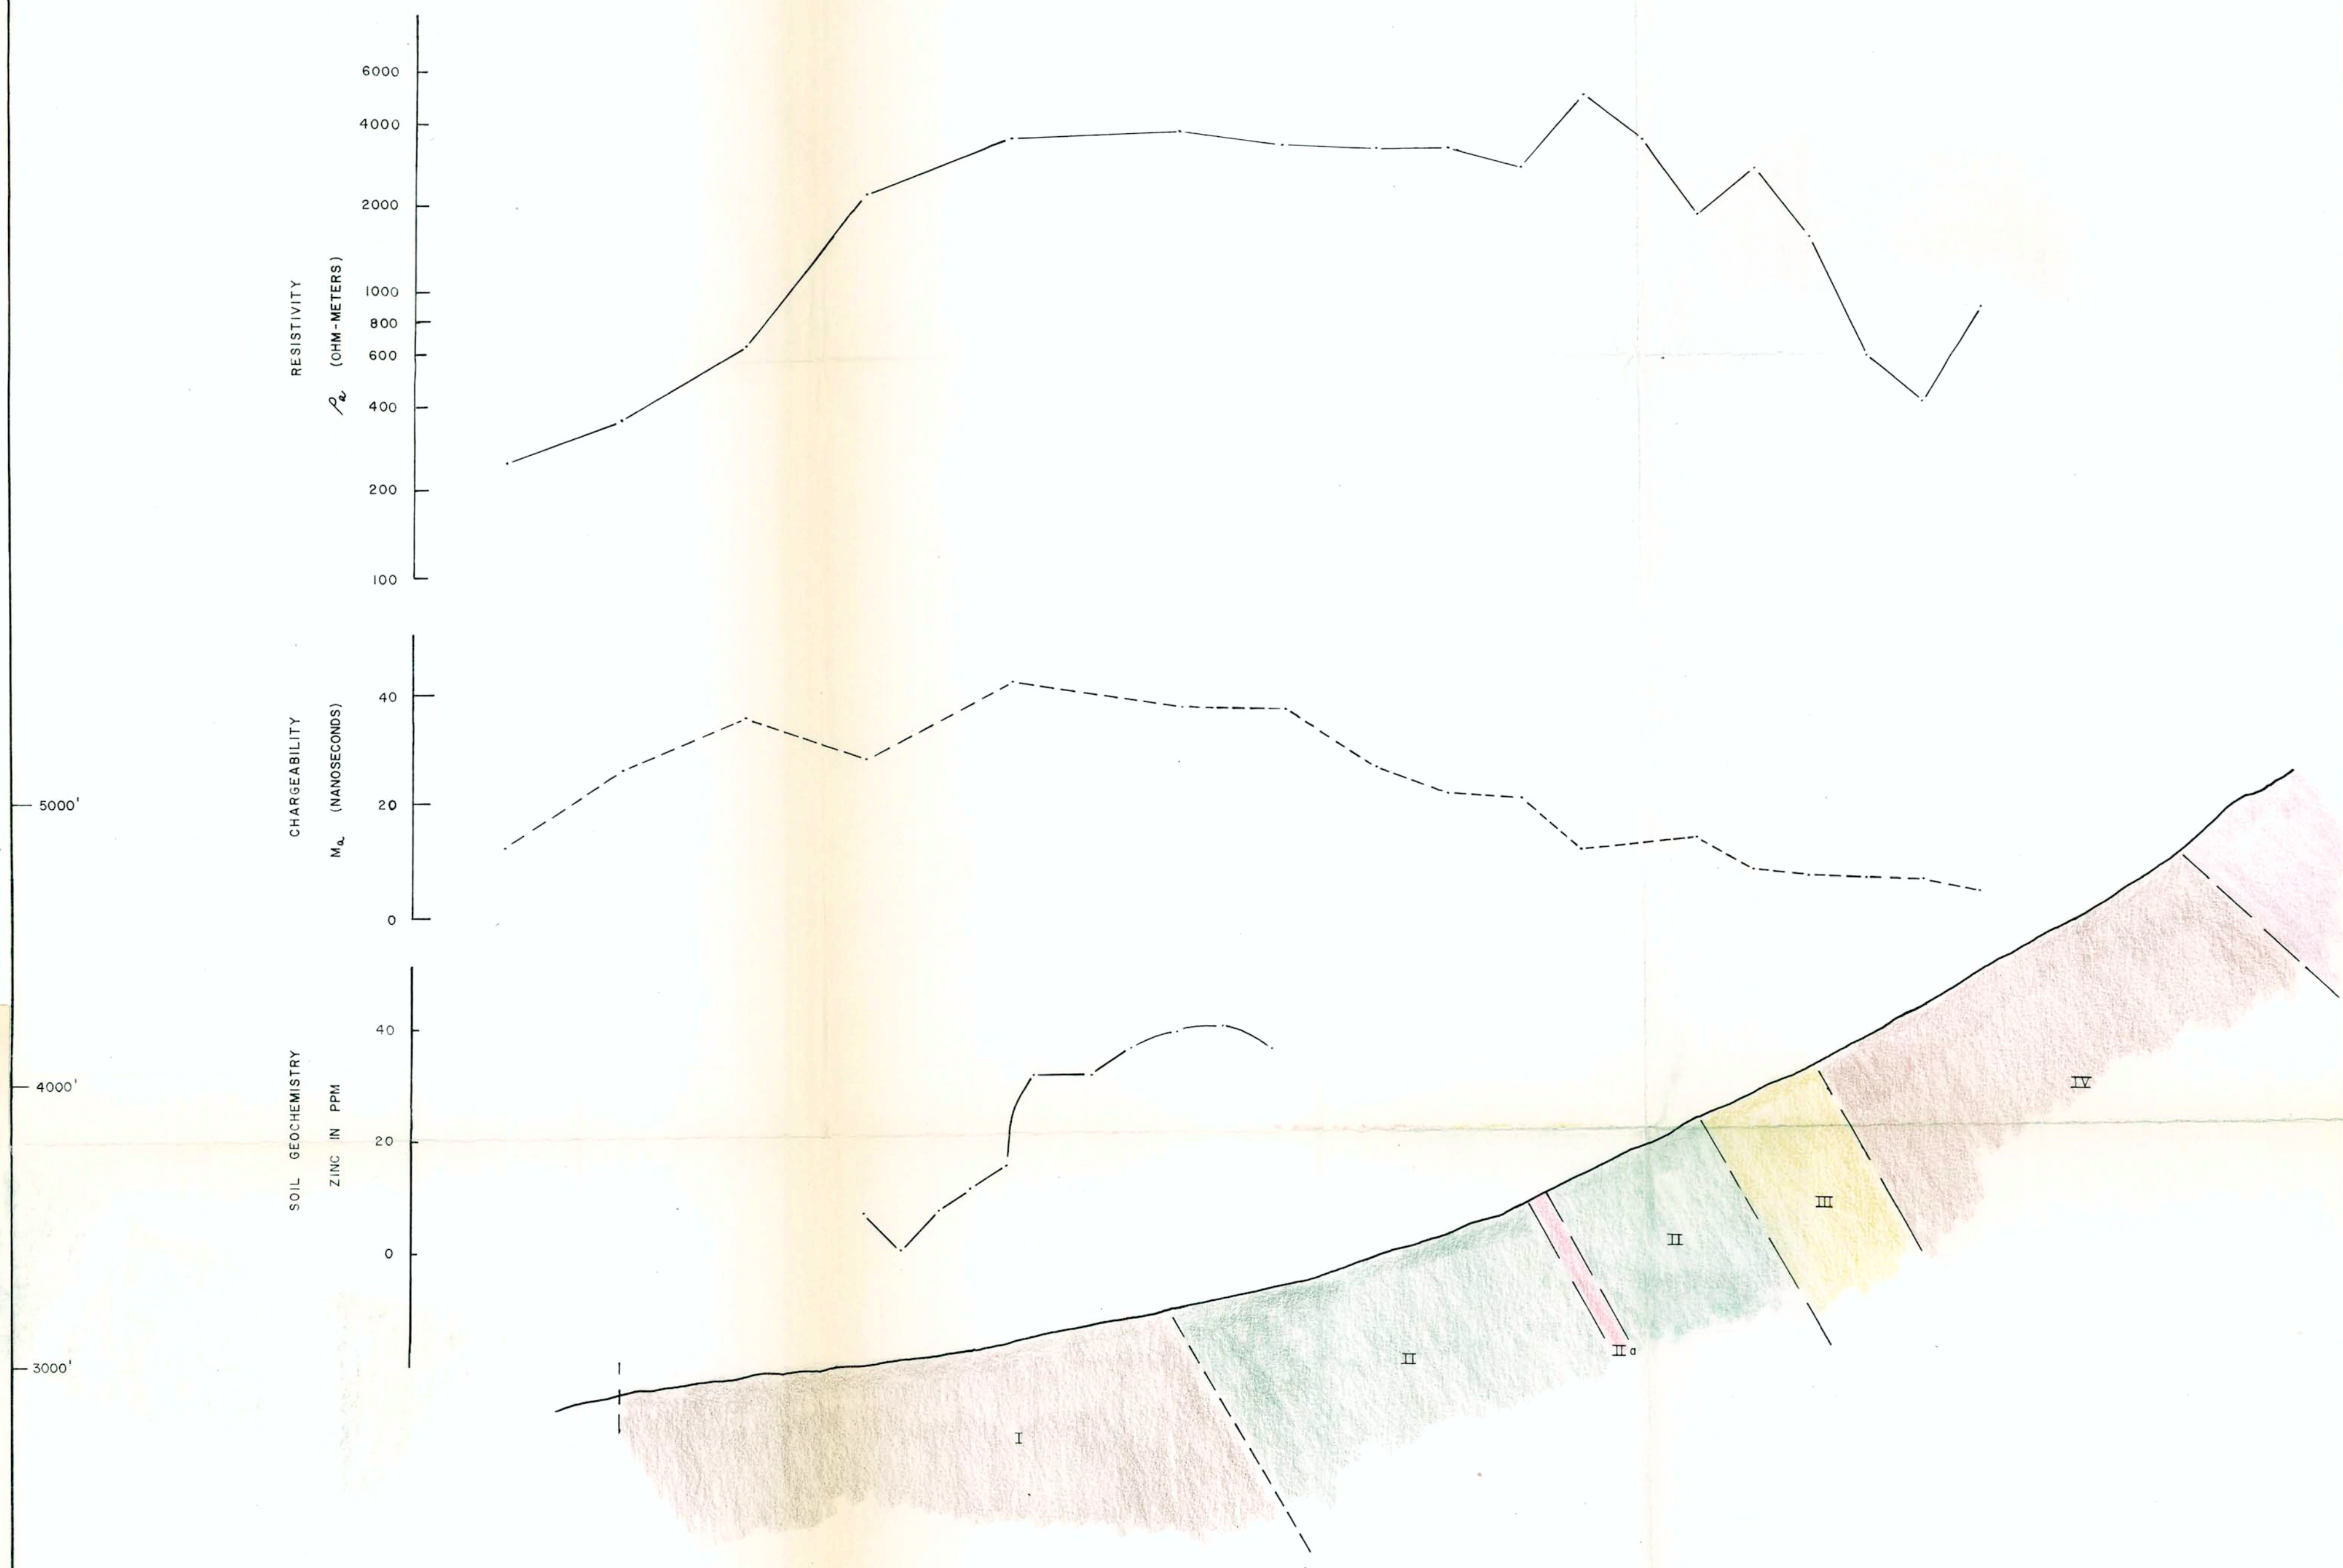 6000
4000
2000
1000
800
600
400
200
100
RESISTIVITY
ρa (OHM-METERS)
40
20
0
CHARGEABILITY
Ma (NANOSECONDS)
40
20
0
SOIL GEOCHEMISTRY
ZINC IN PPM
5000'
4000'
3000'
I
II
IIa
II
III
IV